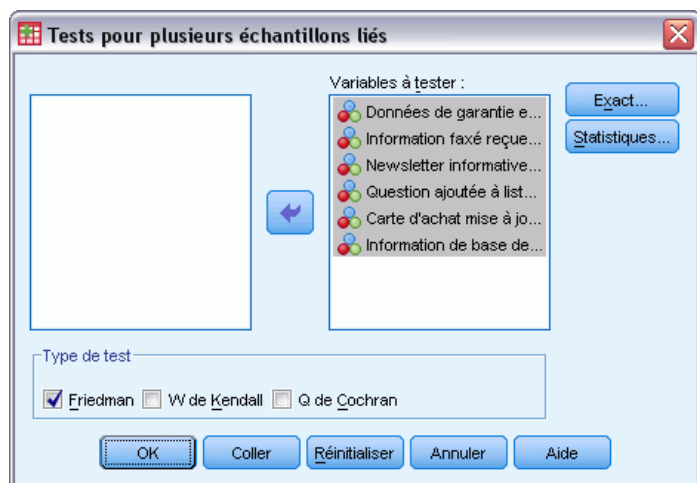 Tests pour plusieurs échantillons liés
Variables à tester :
Données de garantie e...
Information faxé reçue...
Newsletter informative...
Question ajoutée à list...
Carte d'achat mise à jo...
Information de base de...
Exact...
Statistiques...
Type de test
Friedman W de Kendall Q de Cochran
OK Coller Réinitialiser Annuler Aide